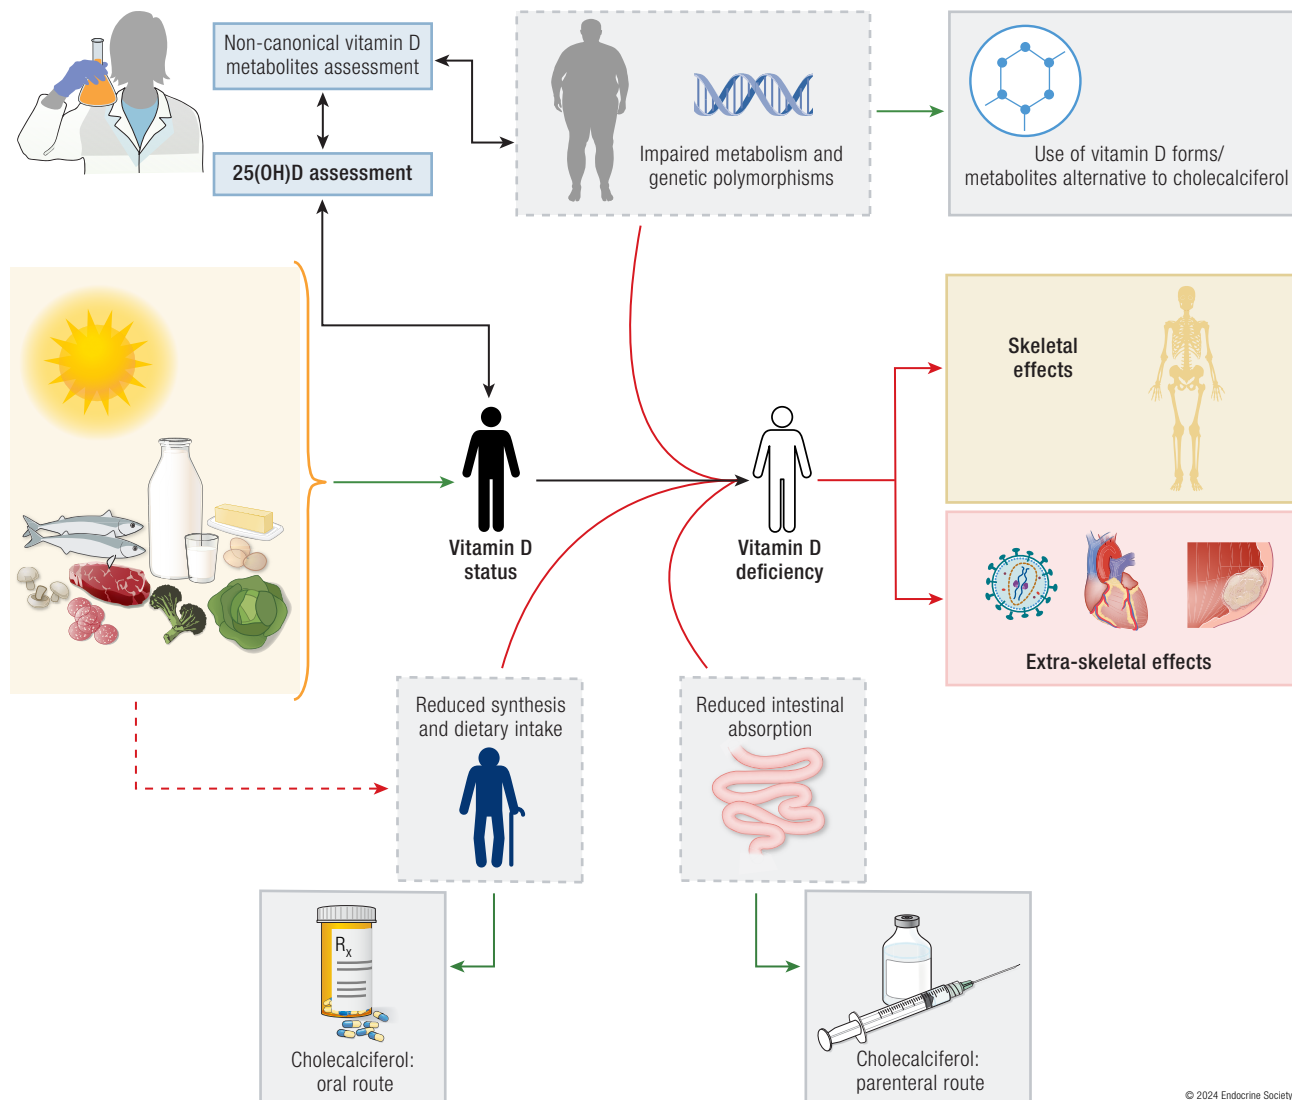 Non-canonical vitamin D
metabolites assessment
25(OH)D assessment
Impaired metabolism and
genetic polymorphisms
Use of vitamin D forms/
metabolites alternative to cholecalciferol
Skeletal
effects
Vitamin D
status
Vitamin D
deficiency
Extra-skeletal effects
Reduced synthesis
and dietary intake
Reduced intestinal
absorption
Rx
Cholecalciferol:
oral route
Cholecalciferol:
parenteral route
© 2024 Endocrine Society